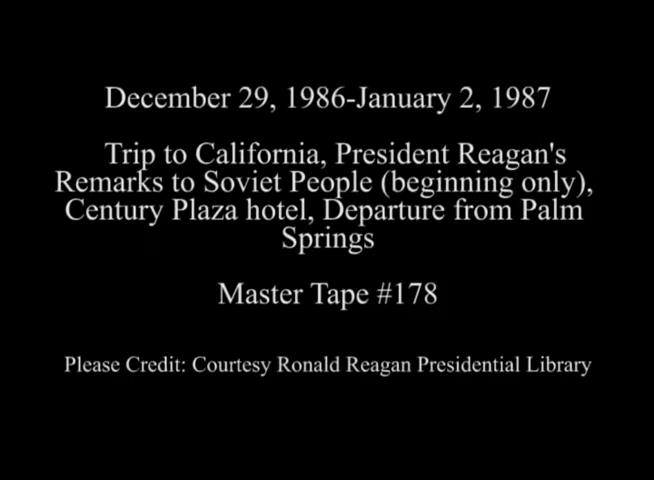 December 29, 1986-January 2, 1987
Trip to California, President Reagan's
Remarks to Soviet People (beginning only),
Century Plaza hotel, Departure from Palm
Springs
Master Tape #178
Please Credit: Courtesy Ronald Reagan Presidential Library